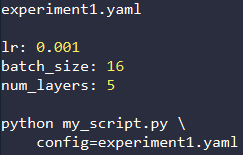 experiment1.yaml
lr: 0.001
batch_size: 16
num_layers: 5
python my_script.py \
config=experiment1.yaml